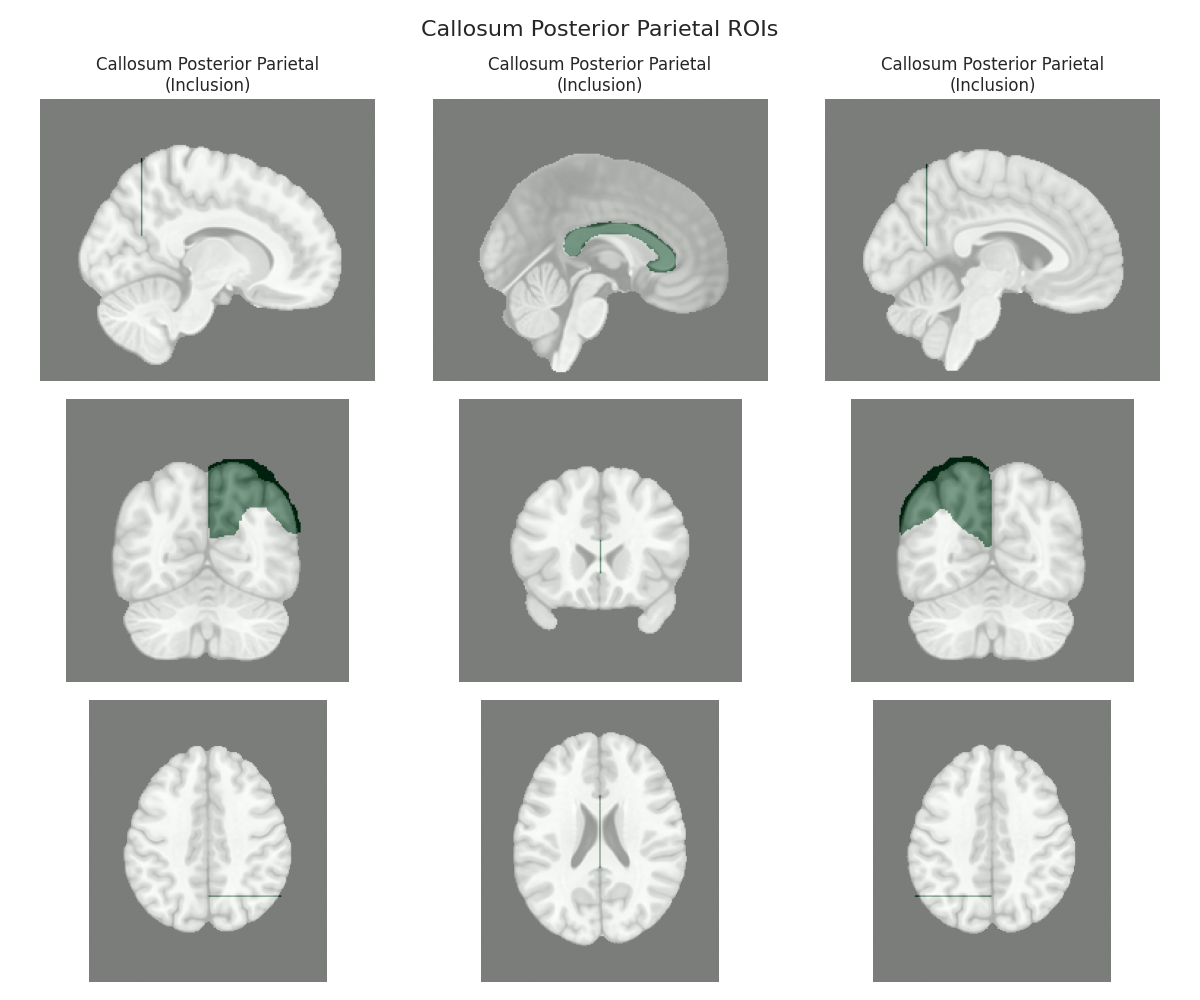 Callosum Posterior Parietal ROIs
Callosum Posterior Parietal
(Inclusion)
Callosum Posterior Parietal
(Inclusion)
Callosum Posterior Parietal
(Inclusion)